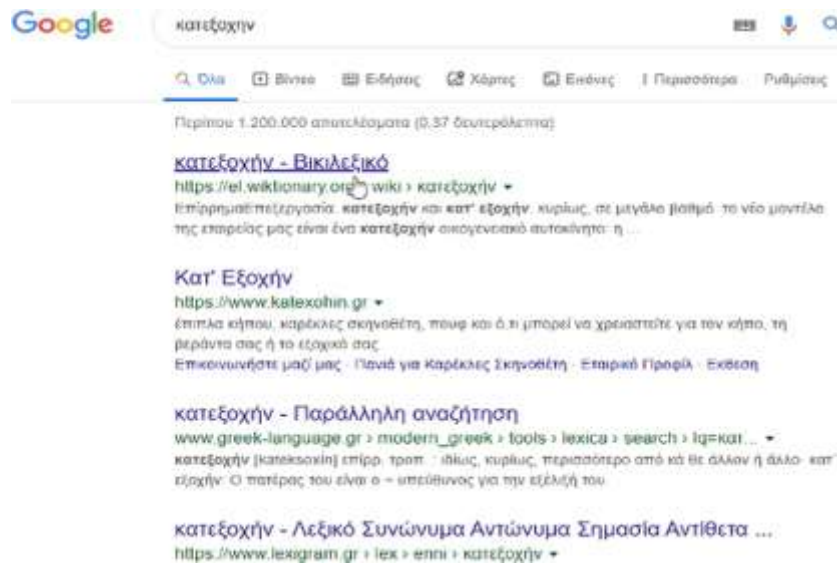 Google
κατεξοχην
Όλα Βίντεο Ειδήσεις Χάρτες Εικόνες Περισσότερα Ρυθμίσεις
Περίπου 1.200.000 αποτελέσματα (0,37 δευτερόλεπτα)
κατεξοχήν - Βικιλεξικό
https://el.wiktionary.org › wiki › κατεξοχήν
ΕπίρρημαΕπεξεργασία. κατεξοχήν και κατ' εξοχήν. κυρίως, σε μεγάλο βαθμό. το νέο μοντέλο
της εταιρείας μας είναι ένα κατεξοχήν οικογενειακό αυτοκίνητο· η ...
Κατ' Εξοχήν
https://www.katexohin.gr
έπιπλα κήπου, καρέκλες σκηνοθέτη, πουφ και ό,τι μπορεί να χρειαστείτε για τον κήπο, τη
βεράντα σας ή το εξοχικό σας.
Επικοινωνήστε μαζί μας · Πανιά για Καρέκλες Σκηνοθέτη · Εταιρικό Προφίλ · Έκθεση
κατεξοχήν - Παράλληλη αναζήτηση
www.greek-language.gr › modern_greek › tools › lexica › search › lq=κατ...
κατεξοχήν [kateksoxín] επίρρ. τροπ. : ιδίως, κυρίως, περισσότερο από κά θε άλλον ή άλλο· κατ'
εξοχήν: Ο πατέρας του είναι ο ~ υπεύθυνος για την εξέλιξή του.
κατεξοχήν - Λεξικό Συνώνυμα Αντώνυμα Σημασία Αντίθετα ...
https://www.lexigram.gr › lex › enni › κατεξοχήν